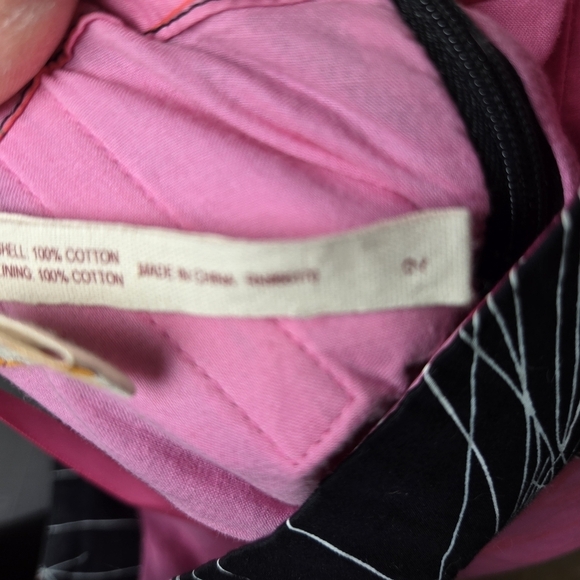 SHELL: 100% COTTON
LINING: 100% COTTON
MADE IN CHINA